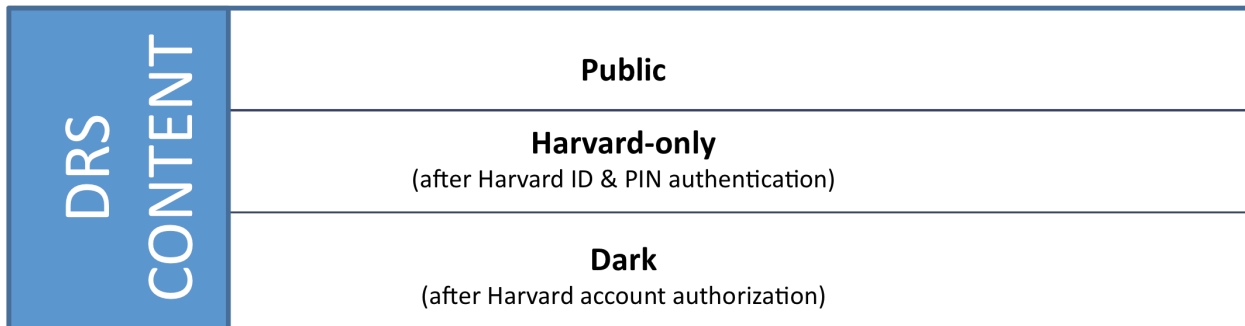 DRS
CONTENT
Public
Harvard-only
(after Harvard ID & PIN authentication)
Dark
(after Harvard account authorization)